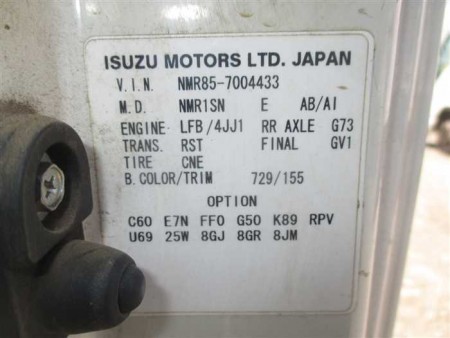 ISUZU MOTORS LTD. JAPAN
V.I.N. NMR85-7004433
M.D. NMR1SN E AB/AI
ENGINE LFB/4JJ1 RR AXLE G73
TRANS. RST FINAL GV1
TIRE CNE
B.COLOR/TRIM 729/155
OPTION
C60 E7N FF0 G50 K89 RPV
U69 25W 8GJ 8GR 8JM